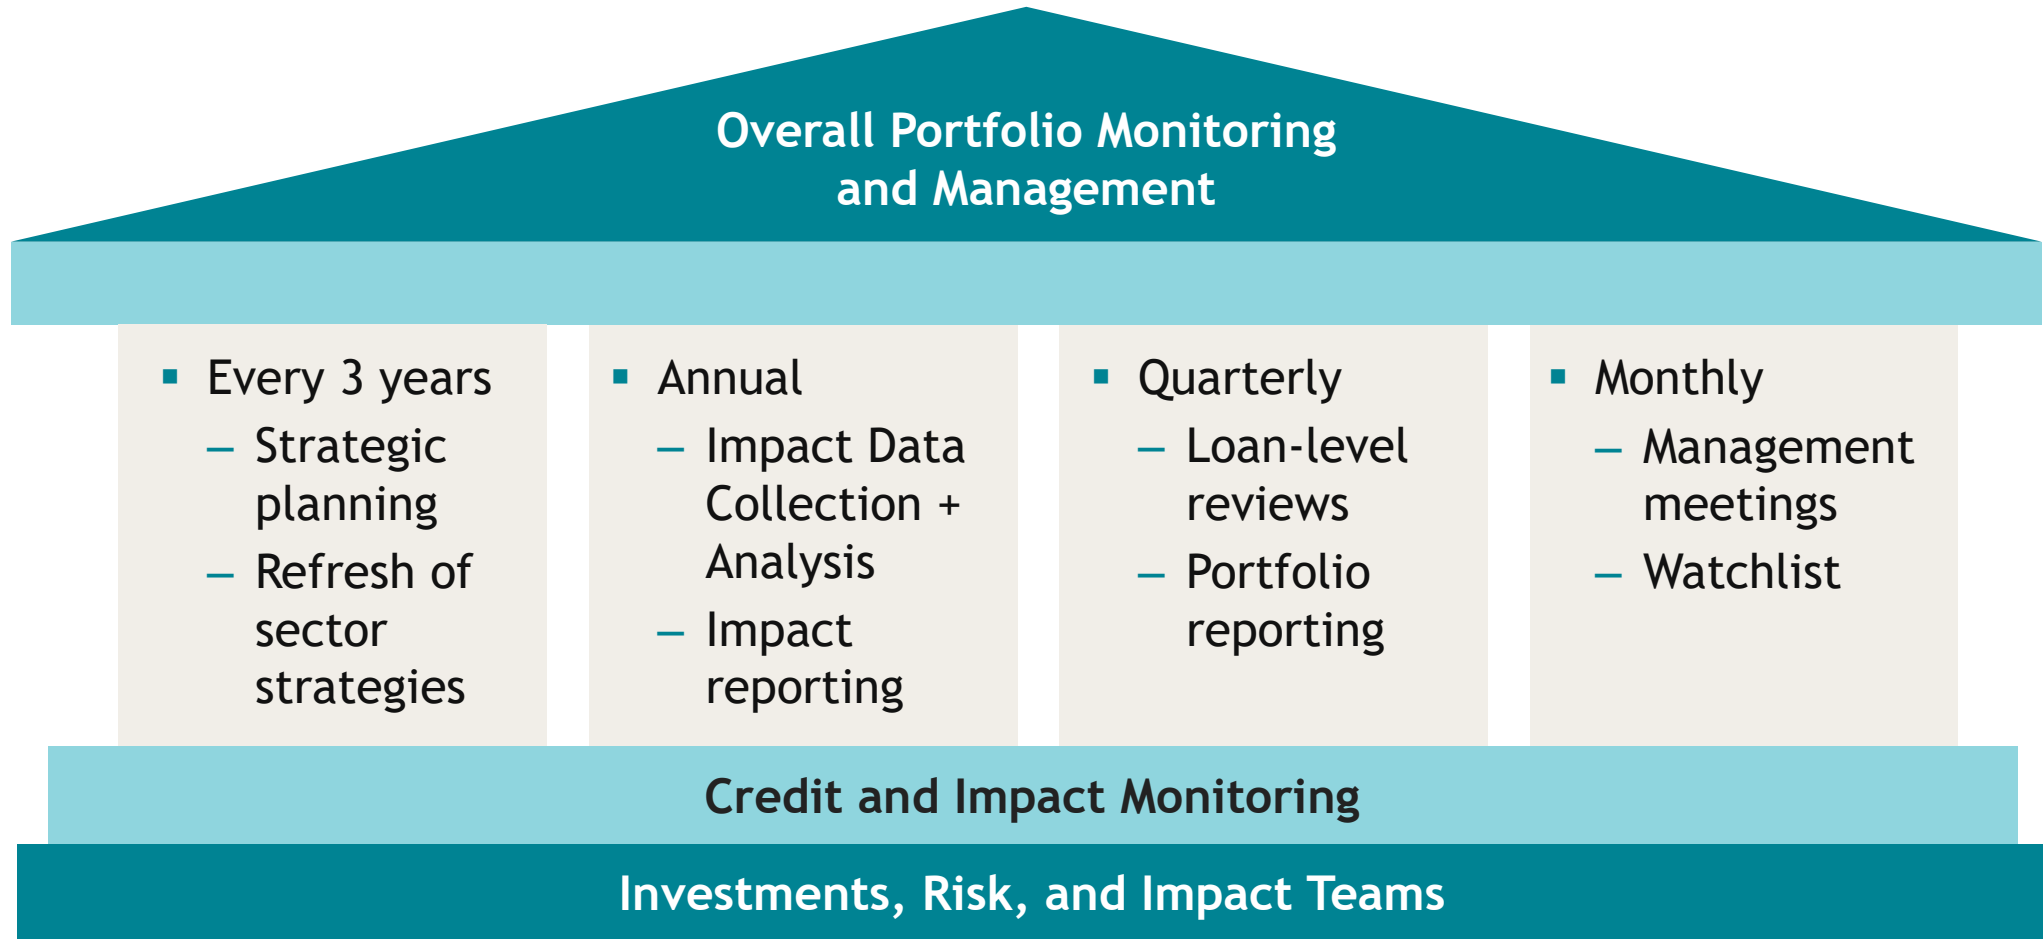 Overall Portfolio Monitoring
and Management
▪ Every 3 years
– Strategic
planning
– Refresh of
sector
strategies
▪ Annual
– Impact Data
Collection +
Analysis
– Impact
reporting
▪ Quarterly
– Loan-level
reviews
– Portfolio
reporting
▪ Monthly
– Management
meetings
– Watchlist
Credit and Impact Monitoring
Investments, Risk, and Impact Teams